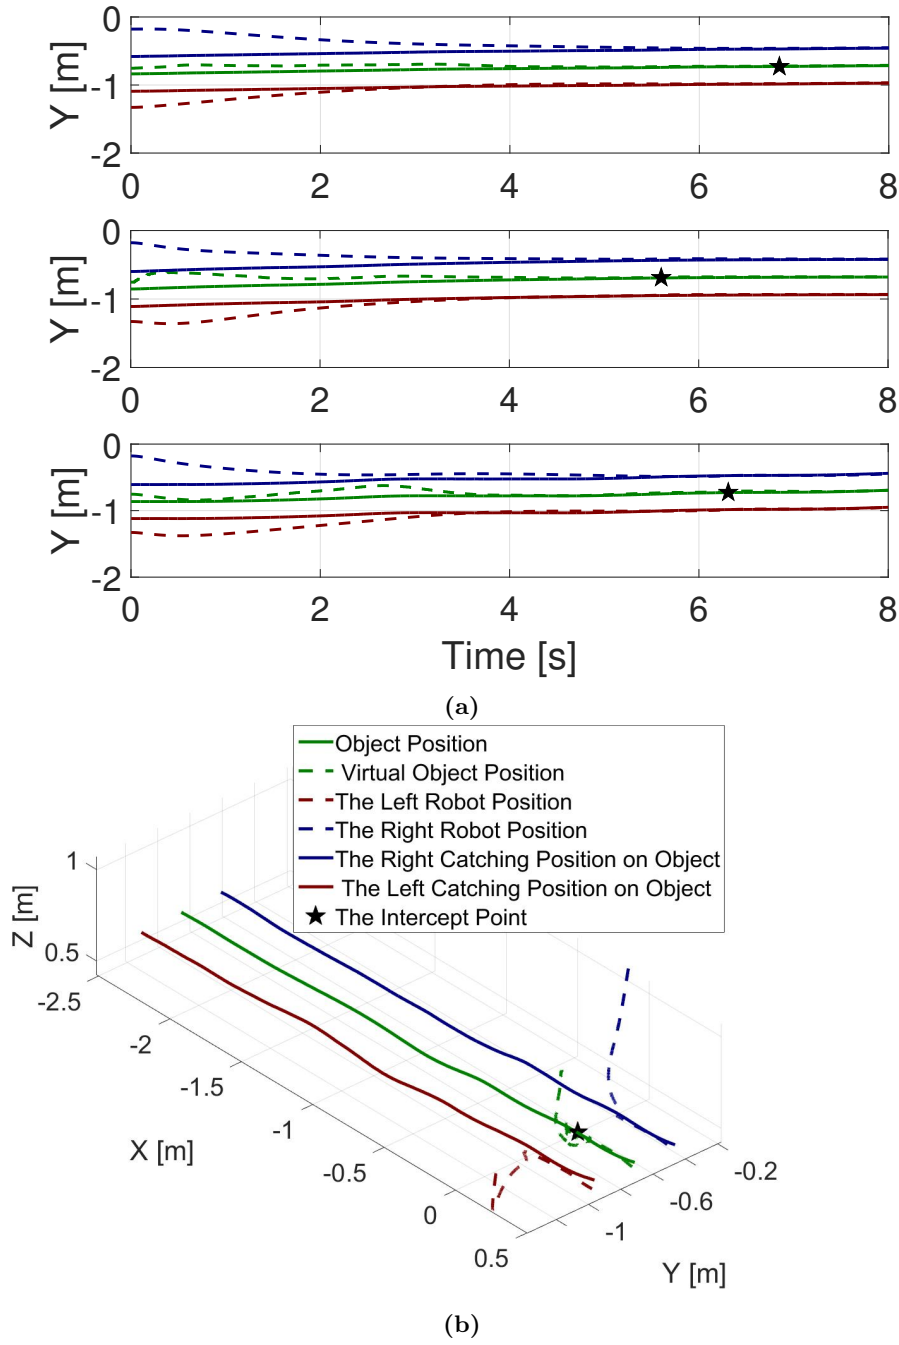 0
-1
-2
Y [m]
0 2 4 6 8
0
-1
-2
Y [m]
0 2 4 6 8
0
-1
-2
Y [m]
0 2 4 6 8
Time [s]
(a)
Object Position
Virtual Object Position
The Left Robot Position
The Right Robot Position
The Right Catching Position on Object
The Left Catching Position on Object
The Intercept Point
1
0.5
Z [m]
-2.5
-2
-1.5
-1
-0.5
0
0.5
X [m]
-0.2
-0.6
-1
Y [m]
(b)